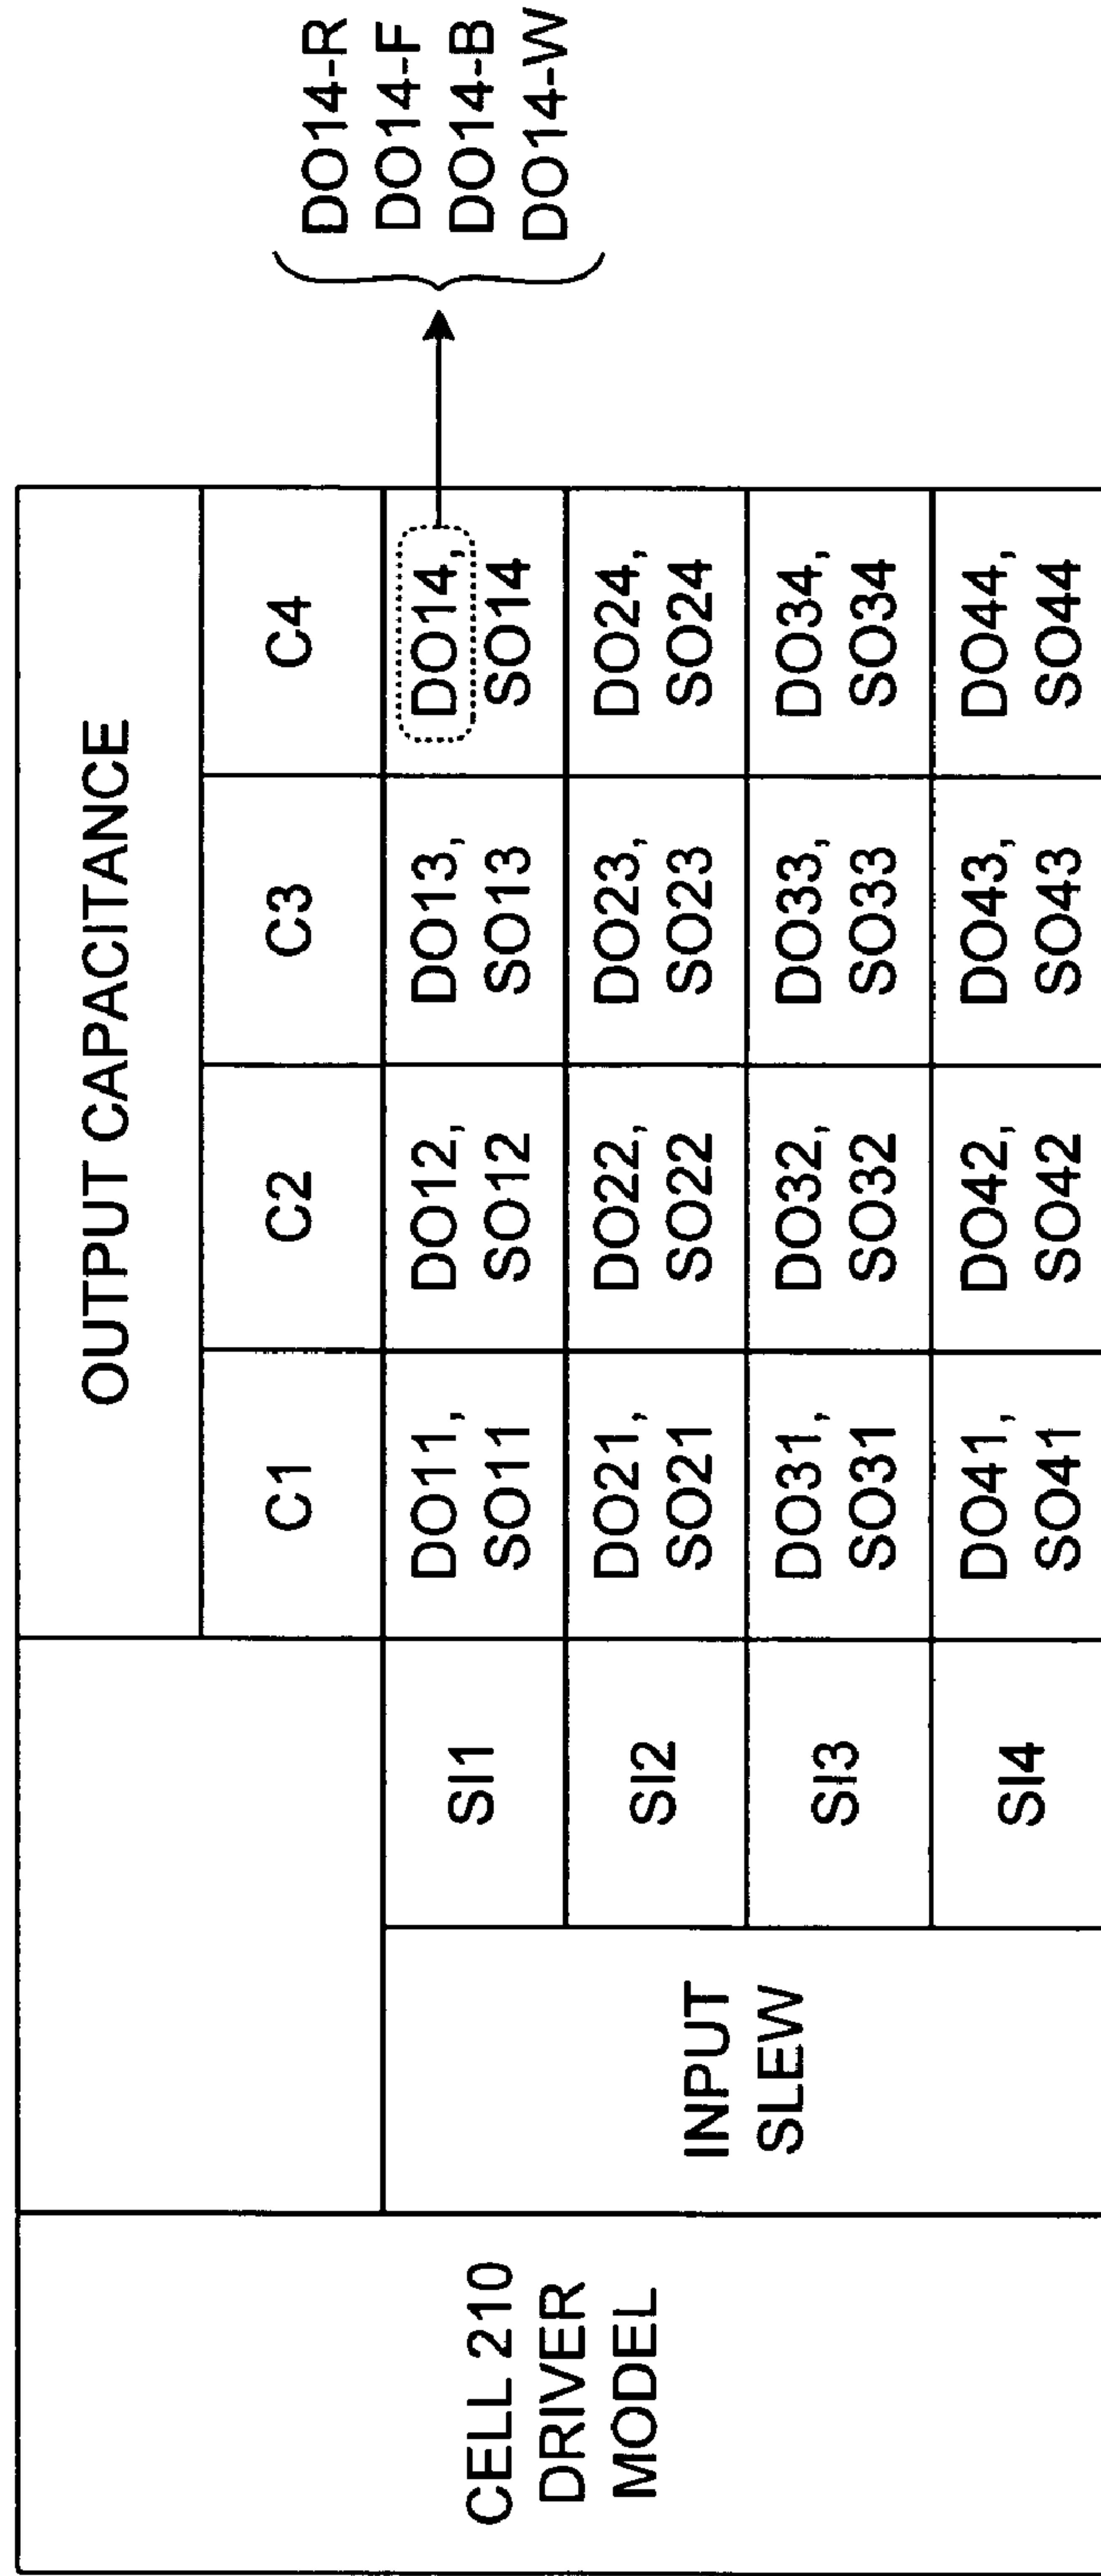 OUTPUT CAPACITANCE
C1 C2 C3 C4
CELL 210
DRIVER
MODEL
INPUT
SLEW
SI1
DO11,
SO11
DO12,
SO12
DO13,
SO13
DO14,
SO14
SI2
DO21,
SO21
DO22,
SO22
DO23,
SO23
DO24,
SO24
SI3
DO31,
SO31
DO32,
SO32
DO33,
SO33
DO34,
SO34
SI4
DO41,
SO41
DO42,
SO42
DO43,
SO43
DO44,
SO44
DO14-R
DO14-F
DO14-B
DO14-W